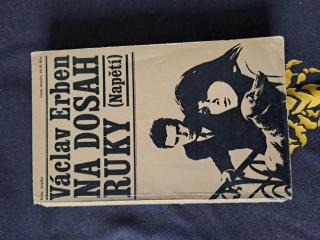 Václav Erben
NA DOSAH
RUKY (Napětí)